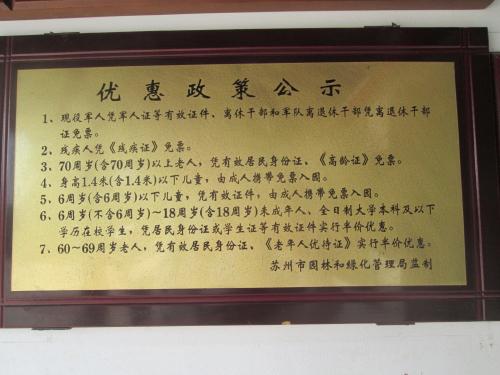 优惠政策公示
1、现役军人凭军人证等有效证件、离休干部和军队离退休干部凭离退休干部
证免票。
2、残疾人凭《残疾证》免票。
3、70周岁(含70周岁)以上老人，凭有效居民身份证、《高龄证》免票。
4、身高1.4米(含1.4米)以下儿童，由成人携带免票入园。
5、6周岁(含6周岁)以下儿童，凭有效证件，由成人携带免票入园。
6、6周岁(不含6周岁)~18周岁(含18周岁)未成年人、全日制大学本科及以下
学历在校学生，凭居民身份证或学生证等有效证件实行半价优惠。
7、60~69周岁老人，凭有效居民身份证、《老年人优待证》实行半价优惠。
苏州市园林和绿化管理局监制